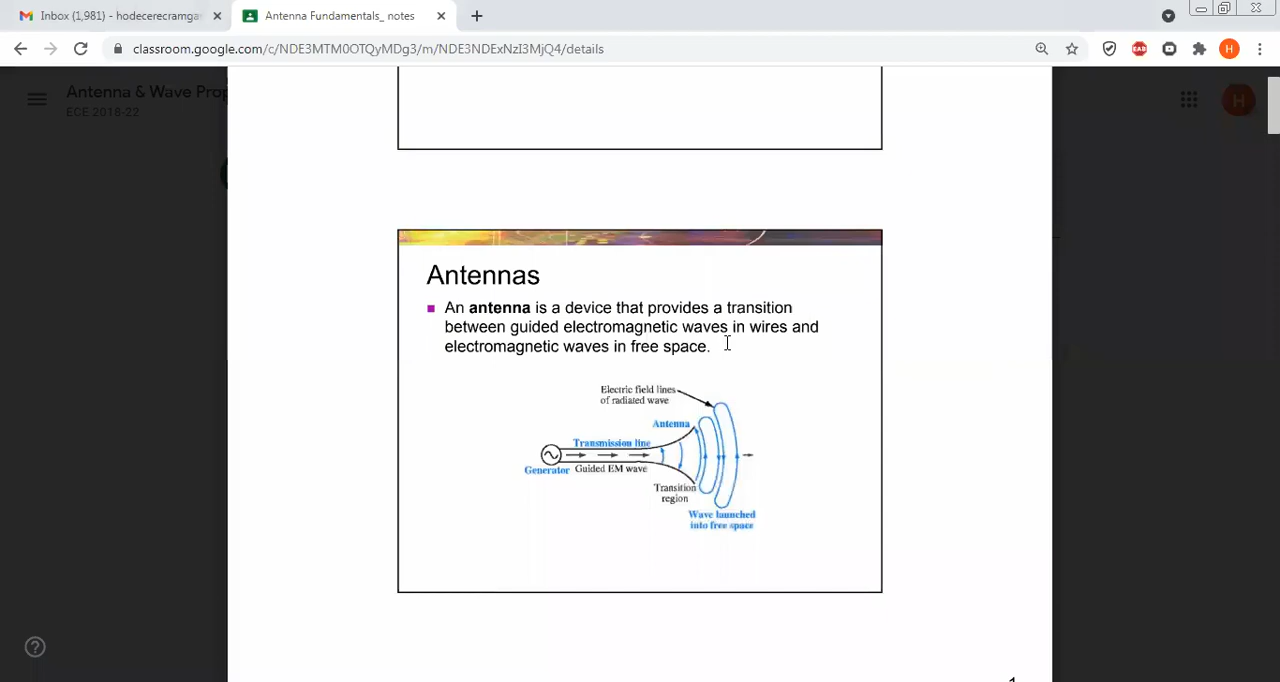 Inbox (1,981) - hodecerecramga
Antenna Fundamentals_ notes
classroom.google.com/c/NDE3MTM0OTQyMDg3/m/NDE3NDExNzI3MjQ4/details
EAD
H
Antenna & Wave Prop
ECE 2018-22
H
Antennas
An antenna is a device that provides a transition
between guided electromagnetic waves in wires and
electromagnetic waves in free space.
Electric field lines
of radiated wave
Antenna
Transmission line
Generator Guided EM wave
Transition
region
Wave launched
into free space